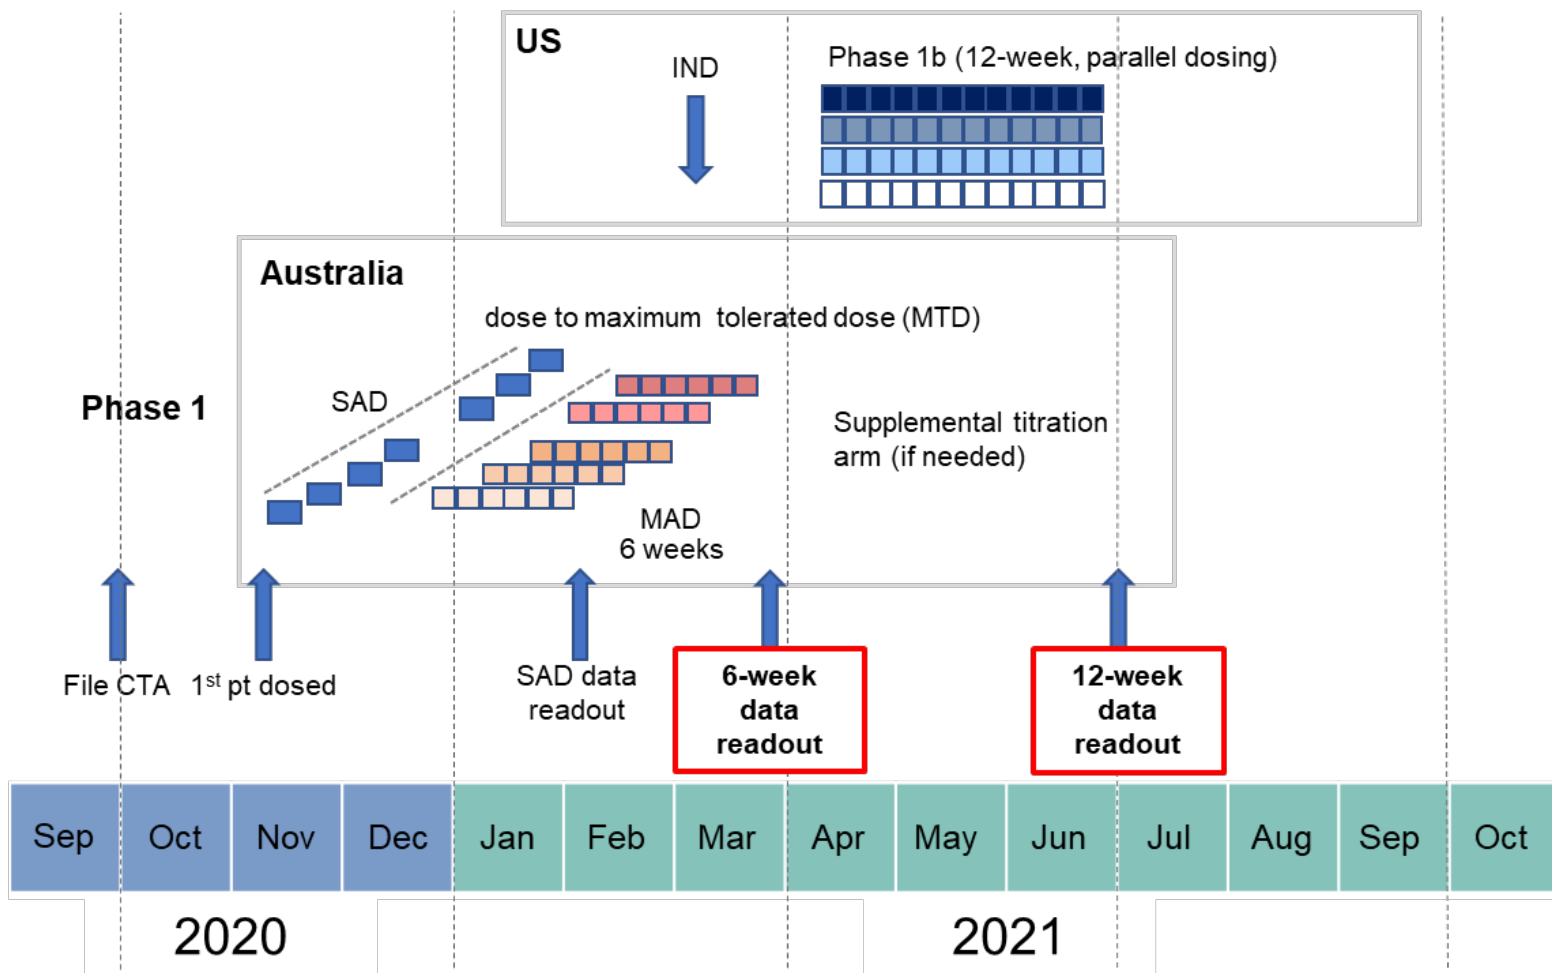 US
IND
Phase 1b (12-week, parallel dosing)
Australia
dose to maximum tolerated dose (MTD)
SAD
Phase 1
Supplemental titration
arm (if needed)
MAD
6 weeks
File CTA
1st pt dosed
SAD data
readout
6-week
data
readout
12-week
data
readout
Sep
Oct
Nov
Dec
Jan
Feb
Mar
Apr
May
Jun
Jul
Aug
Sep
Oct
2020
2021